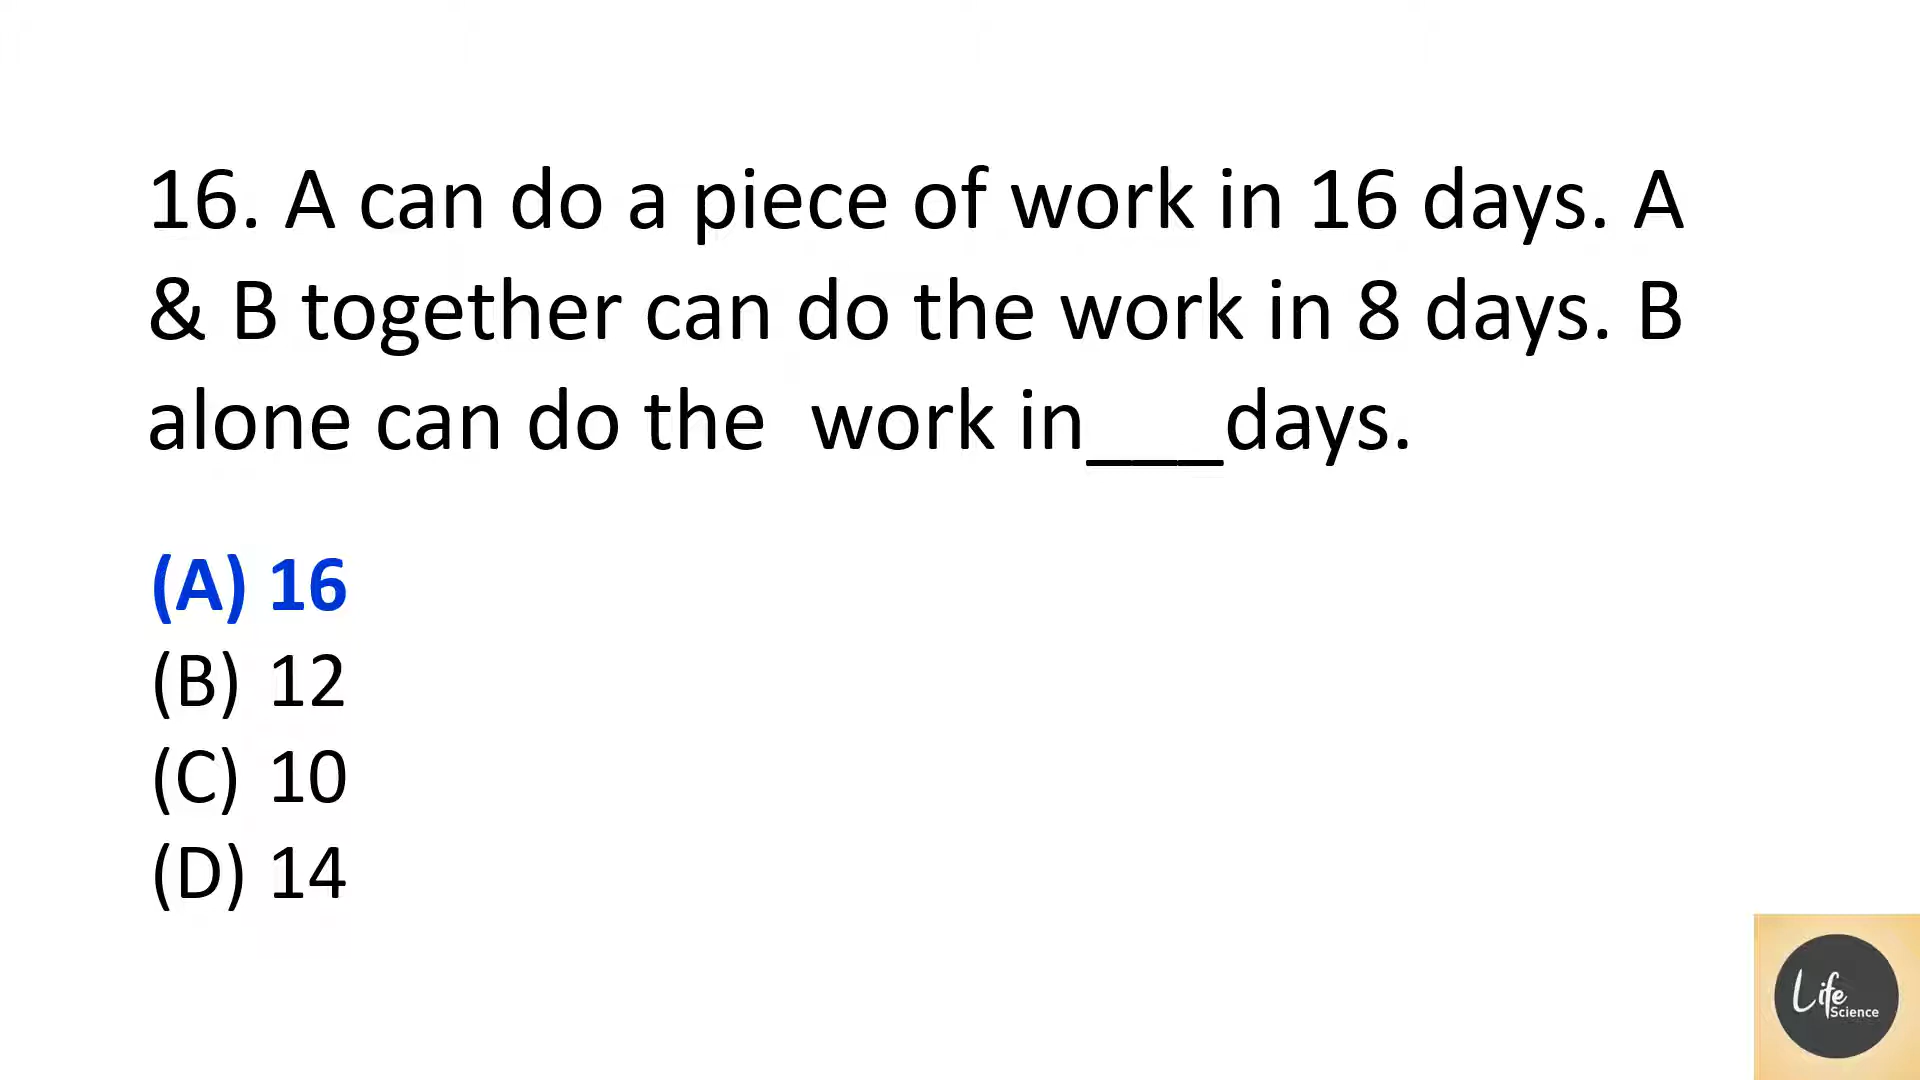 16. A can do a piece of work in 16 days. A
& B together can do the work in 8 days. B
alone can do the  work in___days.
(A) 16
(B) 12
(C) 10
(D) 14
Life
Science